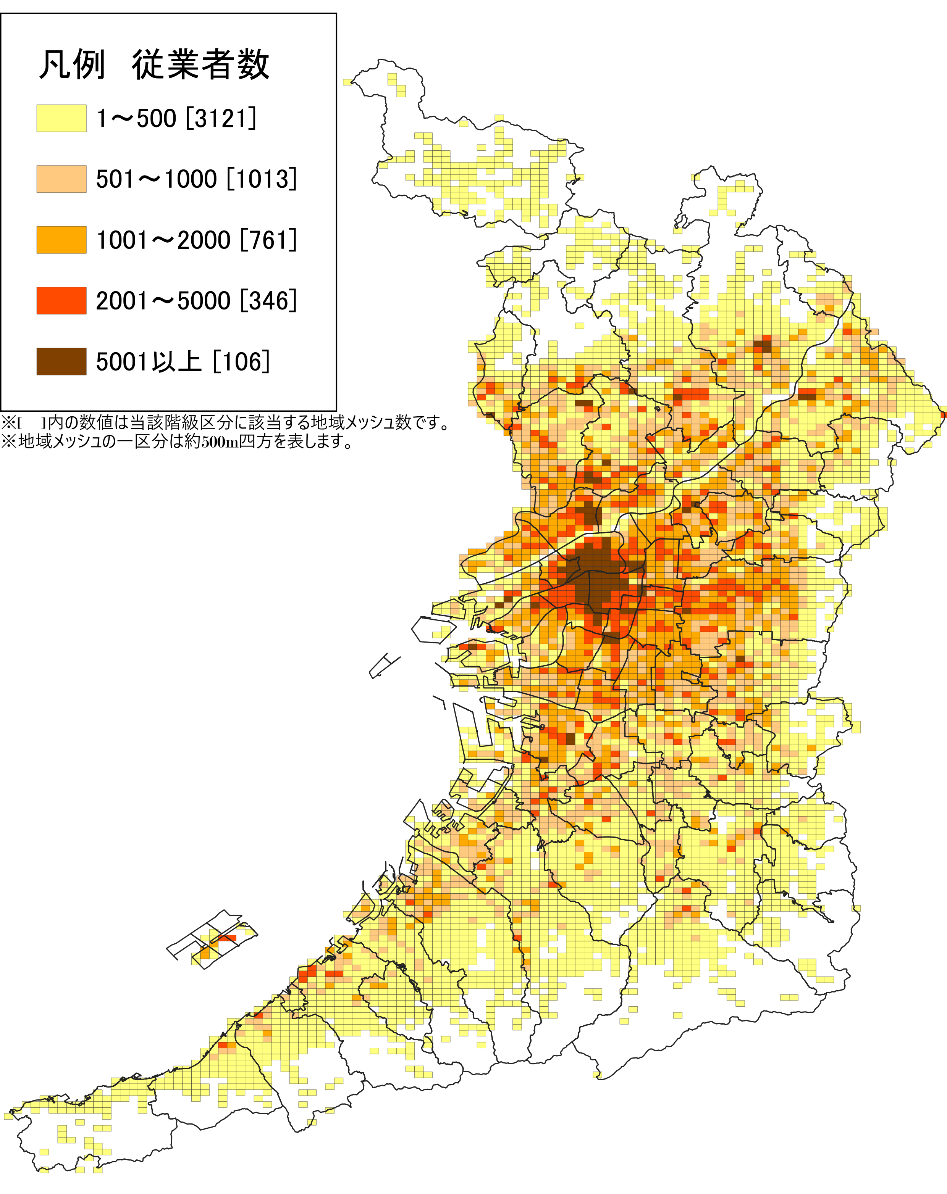 凡例　従業者数
1～500 [3121]
501～1000 [1013]
1001～2000 [761]
2001～5000 [346]
5001以上 [106]
※[　]内の数値は当該階級区分に該当する地域メッシュ数です。
※地域メッシュの一区分は約500m四方を表します。